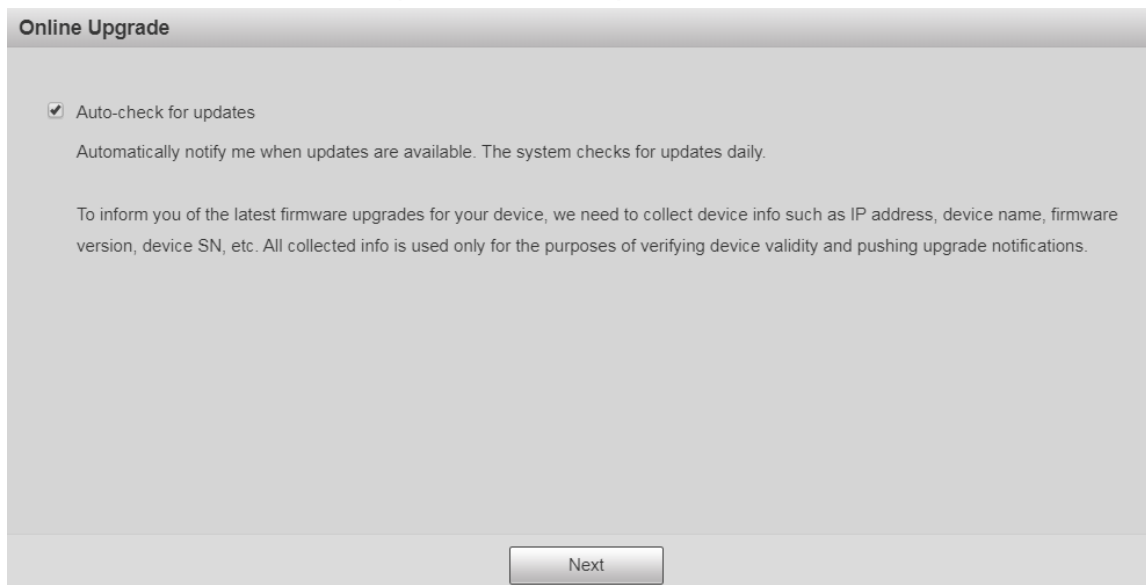 Online Upgrade
Auto-check for updates
Automatically notify me when updates are available. The system checks for updates daily.
To inform you of the latest firmware upgrades for your device, we need to collect device info such as IP address, device name, firmware
version, device SN, etc. All collected info is used only for the purposes of verifying device validity and pushing upgrade notifications.
Next